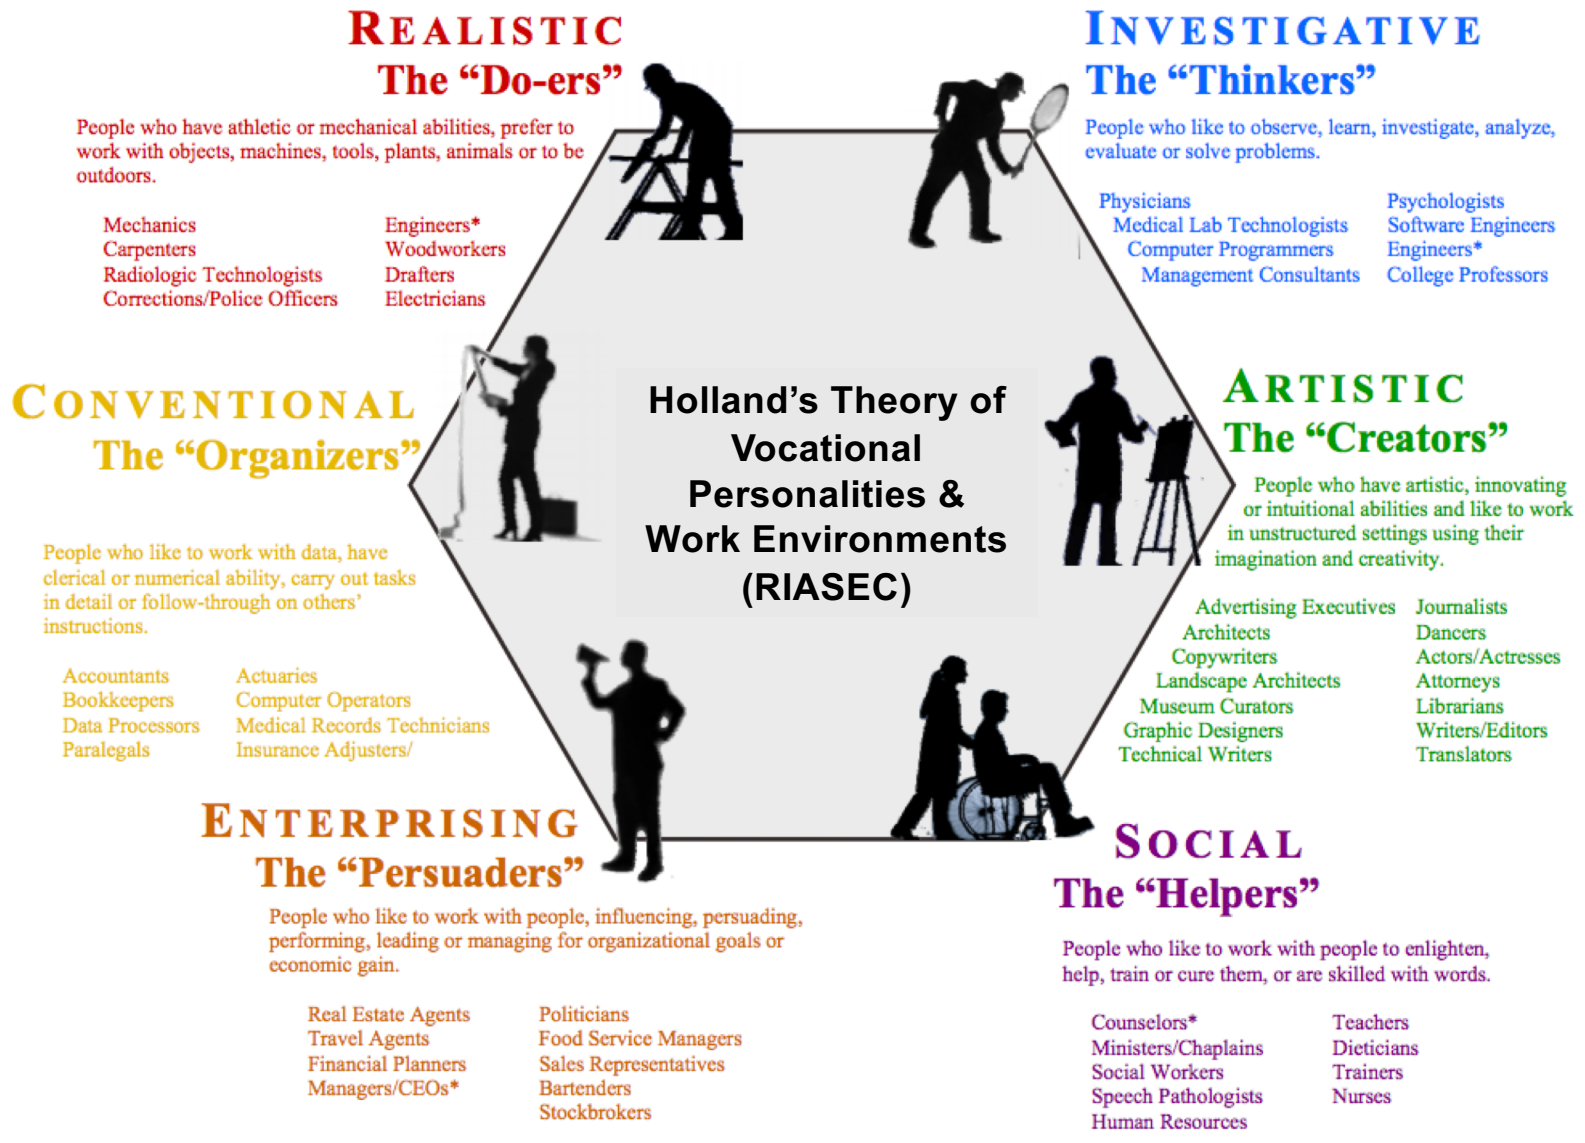 REALISTIC
The “Do-ers”
People who have athletic or mechanical abilities, prefer to
work with objects, machines, tools, plants, animals or to be
outdoors.
Mechanics
Carpenters
Radiologic Technologists
Corrections/Police Officers
Engineers*
Woodworkers
Drafters
Electricians
INVESTIGATIVE
The “Thinkers”
People who like to observe, learn, investigate, analyze,
evaluate or solve problems.
Physicians
Medical Lab Technologists
Computer Programmers
Management Consultants
Psychologists
Software Engineers
Engineers*
College Professors
CONVENTIONAL
The “Organizers”
People who like to work with data, have
clerical or numerical ability, carry out tasks
in detail or follow-through on others’
instructions.
Accountants
Bookkeepers
Data Processors
Paralegals
Actuaries
Computer Operators
Medical Records Technicians
Insurance Adjusters/
Holland’s Theory of
Vocational
Personalities &
Work Environments
(RIASEC)
ARTISTIC
The “Creators”
People who have artistic, innovating
or intuitional abilities and like to work
in unstructured settings using their
imagination and creativity.
Advertising Executives
Architects
Copywriters
Landscape Architects
Museum Curators
Graphic Designers
Technical Writers
Journalists
Dancers
Actors/Actresses
Attorneys
Librarians
Writers/Editors
Translators
ENTERPRISING
The “Persuaders”
People who like to work with people, influencing, persuading,
performing, leading or managing for organizational goals or
economic gain.
Real Estate Agents
Travel Agents
Financial Planners
Managers/CEOs*
Politicians
Food Service Managers
Sales Representatives
Bartenders
Stockbrokers
SOCIAL
The “Helpers”
People who like to work with people to enlighten,
help, train or cure them, or are skilled with words.
Counselors*
Ministers/Chaplains
Social Workers
Speech Pathologists
Human Resources
Teachers
Dieticians
Trainers
Nurses